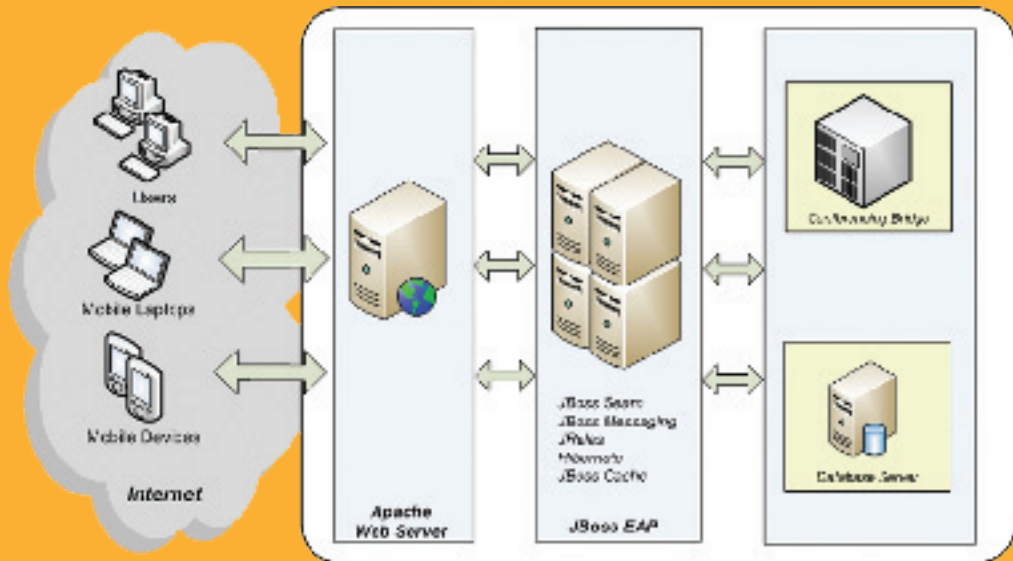 Users
Mobile Laptops
Mobile Devices
Internet
Apache
Web Server
JBoss Seam
JBoss Messaging
JRules
Hibernate
JBoss Cache
JBoss EAP
Conferencing Bridge
Database Server